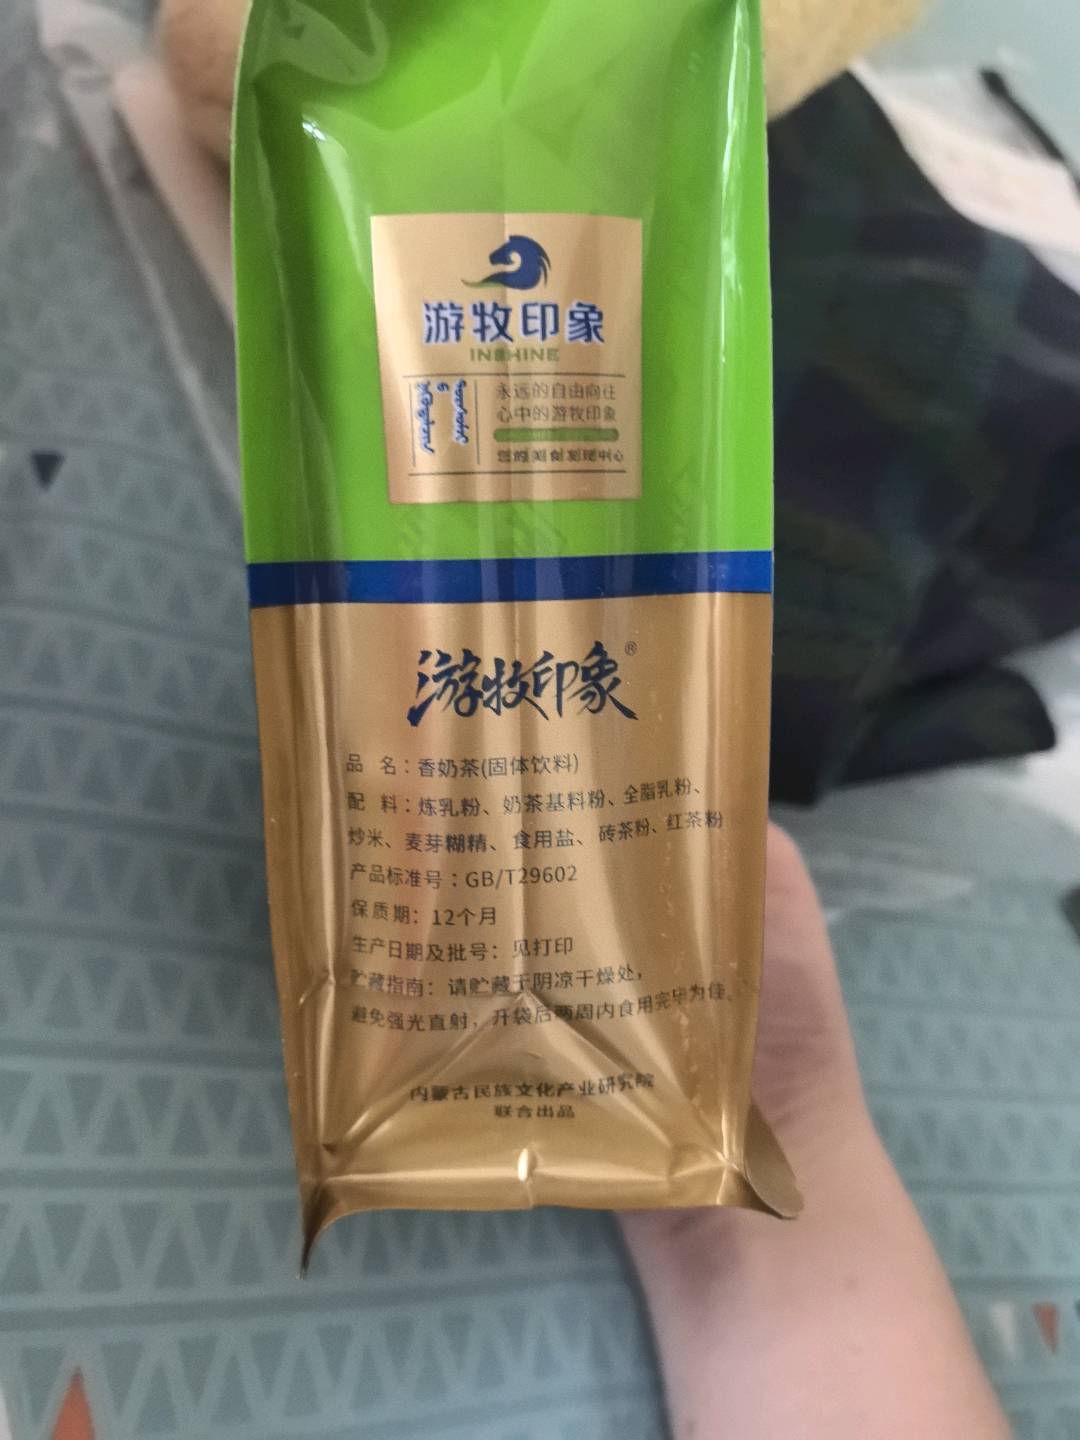 游牧印象
INSHINE
永远的自由向往
心中的游牧印象
游牧印象®
品 名：香奶茶(固体饮料)
配 料：炼乳粉、奶茶基料粉、全脂乳粉、
炒米、麦芽糊精、食用盐、砖茶粉、红茶粉
产品标准号：GB/T29602
保质期：12个月
生产日期及批号：见打印
贮藏指南：请贮藏于阴凉干燥处，
避免强光直射，开袋后两周内食用完毕为佳。
内蒙古民族文化产业研究院
联合出品